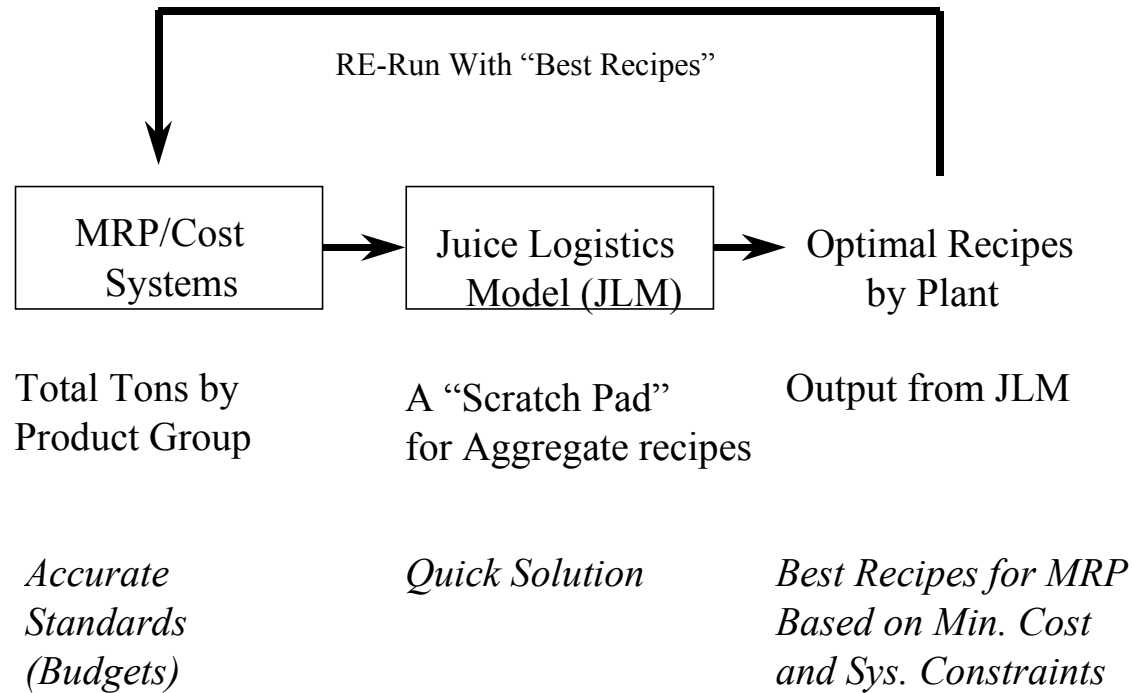 RE-Run With “Best Recipes”
MRP/Cost
Systems
Juice Logistics
Model (JLM)
Optimal Recipes
by Plant
Total Tons by
Product Group
A “Scratch Pad”
for Aggregate recipes
Output from JLM
Accurate
Standards
(Budgets)
Quick Solution
Best Recipes for MRP
Based on Min. Cost
and Sys. Constraints